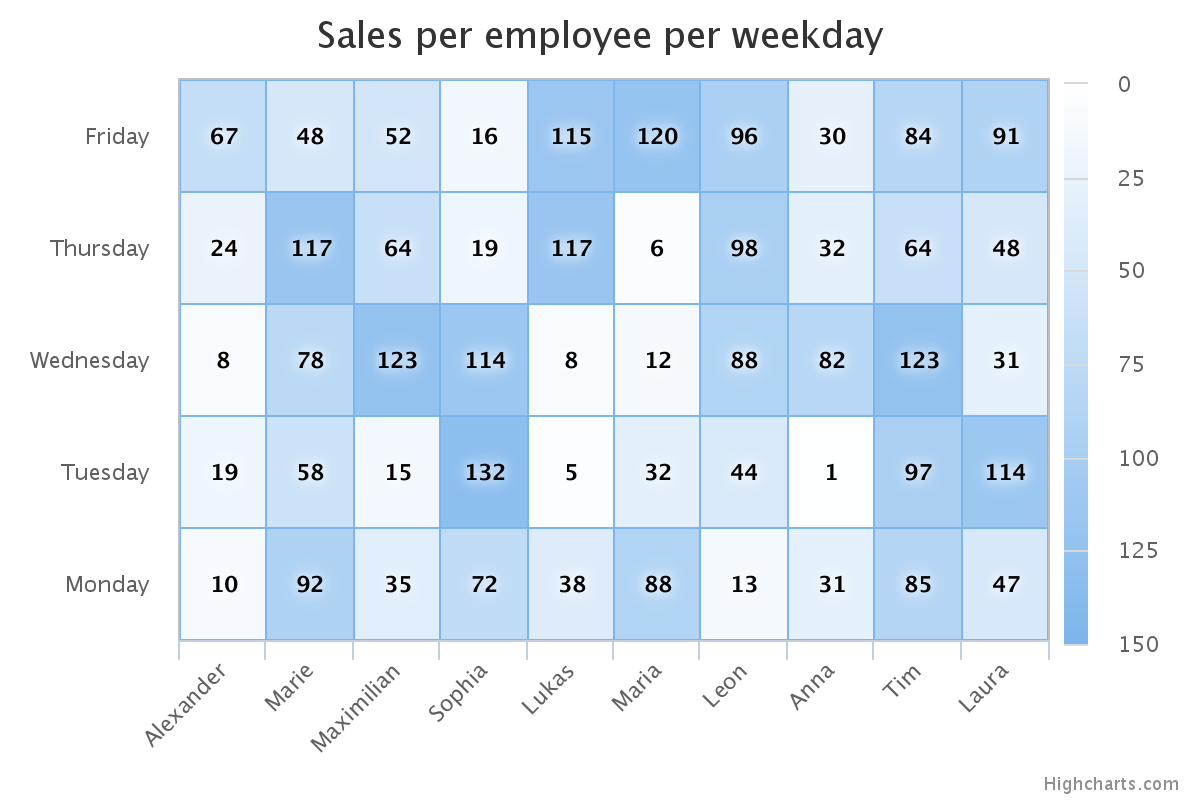 Sales per employee per weekday
Friday 67 48 52 16 115 120 96 30 84 91
Thursday 24 117 64 19 117 6 98 32 64 48
Wednesday 8 78 123 114 8 12 88 82 123 31
Tuesday 19 58 15 132 5 32 44 1 97 114
Monday 10 92 35 72 38 88 13 31 85 47
Alexander Marie Maximilian Sophia Lukas Maria Leon Anna Tim Laura
0
25
50
75
100
125
150
Highcharts.com